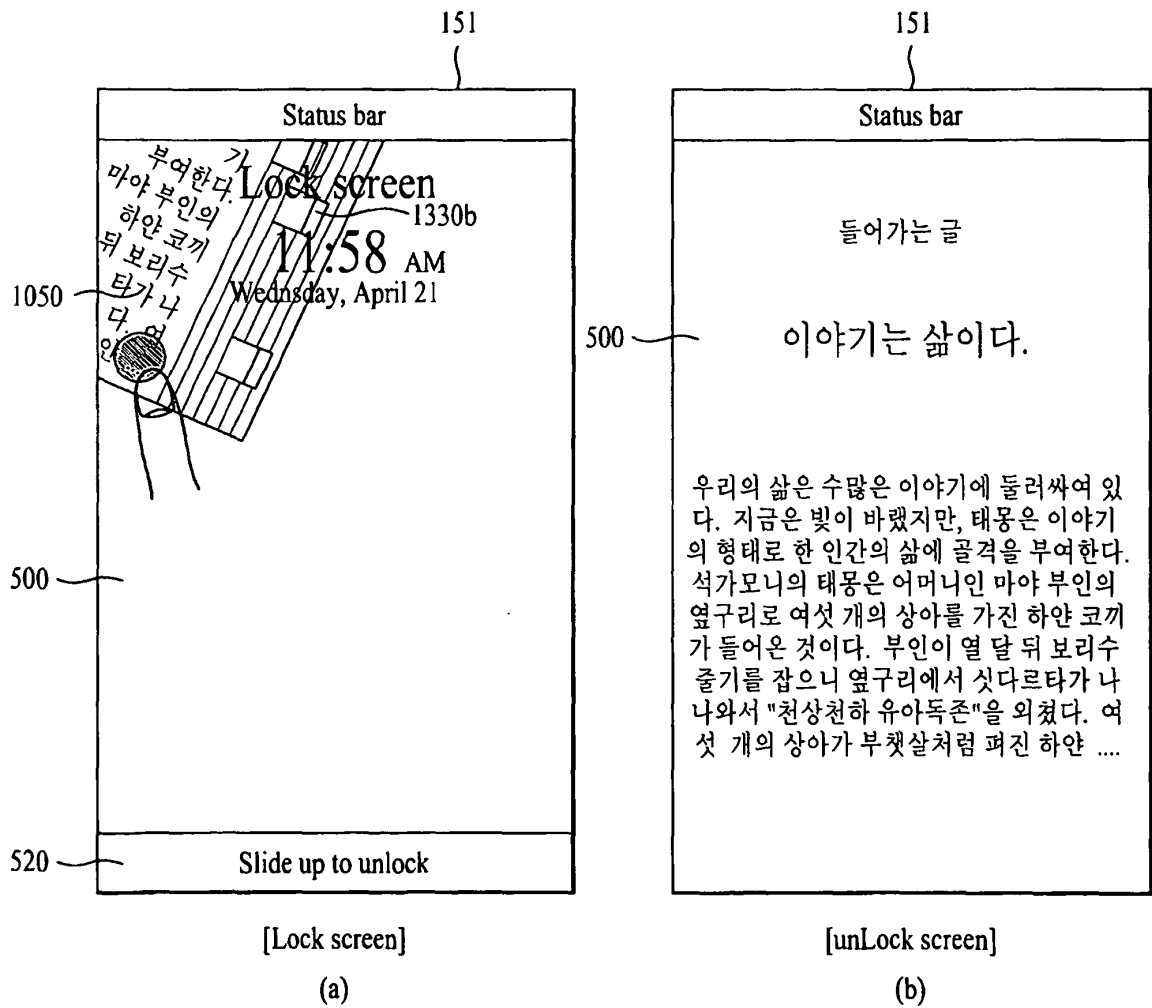 151
Status bar
가
부여한다.
마야 부인의
하얀 코끼
뒤 보리수
타가 나
다. 여
인
Lock screen
1330b
11:58 AM
Wednsday, April 21
1050
500
520
Slide up to unlock
[Lock screen]
(a)
151
Status bar
들어가는 글
500
이야기는 삶이다.
우리의 삶은 수많은 이야기에 둘러싸여 있
다. 지금은 빛이 바랬지만, 태몽은 이야기
의 형태로 한 인간의 삶에 골격을 부여한다.
석가모니의 태몽은 어머니인 마야 부인의
옆구리로 여섯 개의 상아를 가진 하얀 코끼
가 들어온 것이다. 부인이 열 달 뒤 보리수
줄기를 잡으니 옆구리에서 싯다르타가 나
나와서 "천상천하 유아독존"을 외쳤다. 여
섯 개의 상아가 부챗살처럼 펴진 하얀 ....
[unLock screen]
(b)